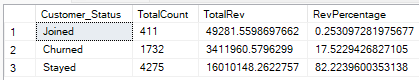 Customer_Status TotalCount TotalRev RevPercentage
1 Joined 411 49281.5598697662 0.253097281975677
2 Churned 1732 3411960.5796299 17.5229426827105
3 Stayed 4275 16010148.2622757 82.2239600353138